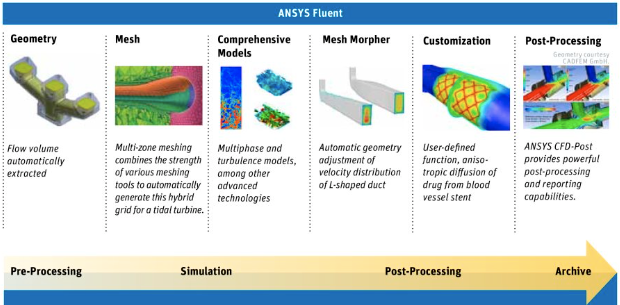 ANSYS Fluent
Geometry
Flow volume
automatically
extracted
Mesh
Multi-zone meshing
combines the strength
of various meshing
tools to automatically
generate this hybrid
grid for a tidal turbine.
Comprehensive
Models
Multiphase and
turbulence models,
among other
advanced
technologies
Mesh Morpher
Automatic geometry
adjustment of
velocity distribution
of L-shaped duct
Customization
User-defined
function, aniso-
tropic diffusion of
drug from blood
vessel stent
Post-Processing
Geometry courtesy
CADFEM GmbH.
ANSYS CFD-Post
provides powerful
post-processing
and reporting
capabilities.
Pre-Processing
Simulation
Post-Processing
Archive